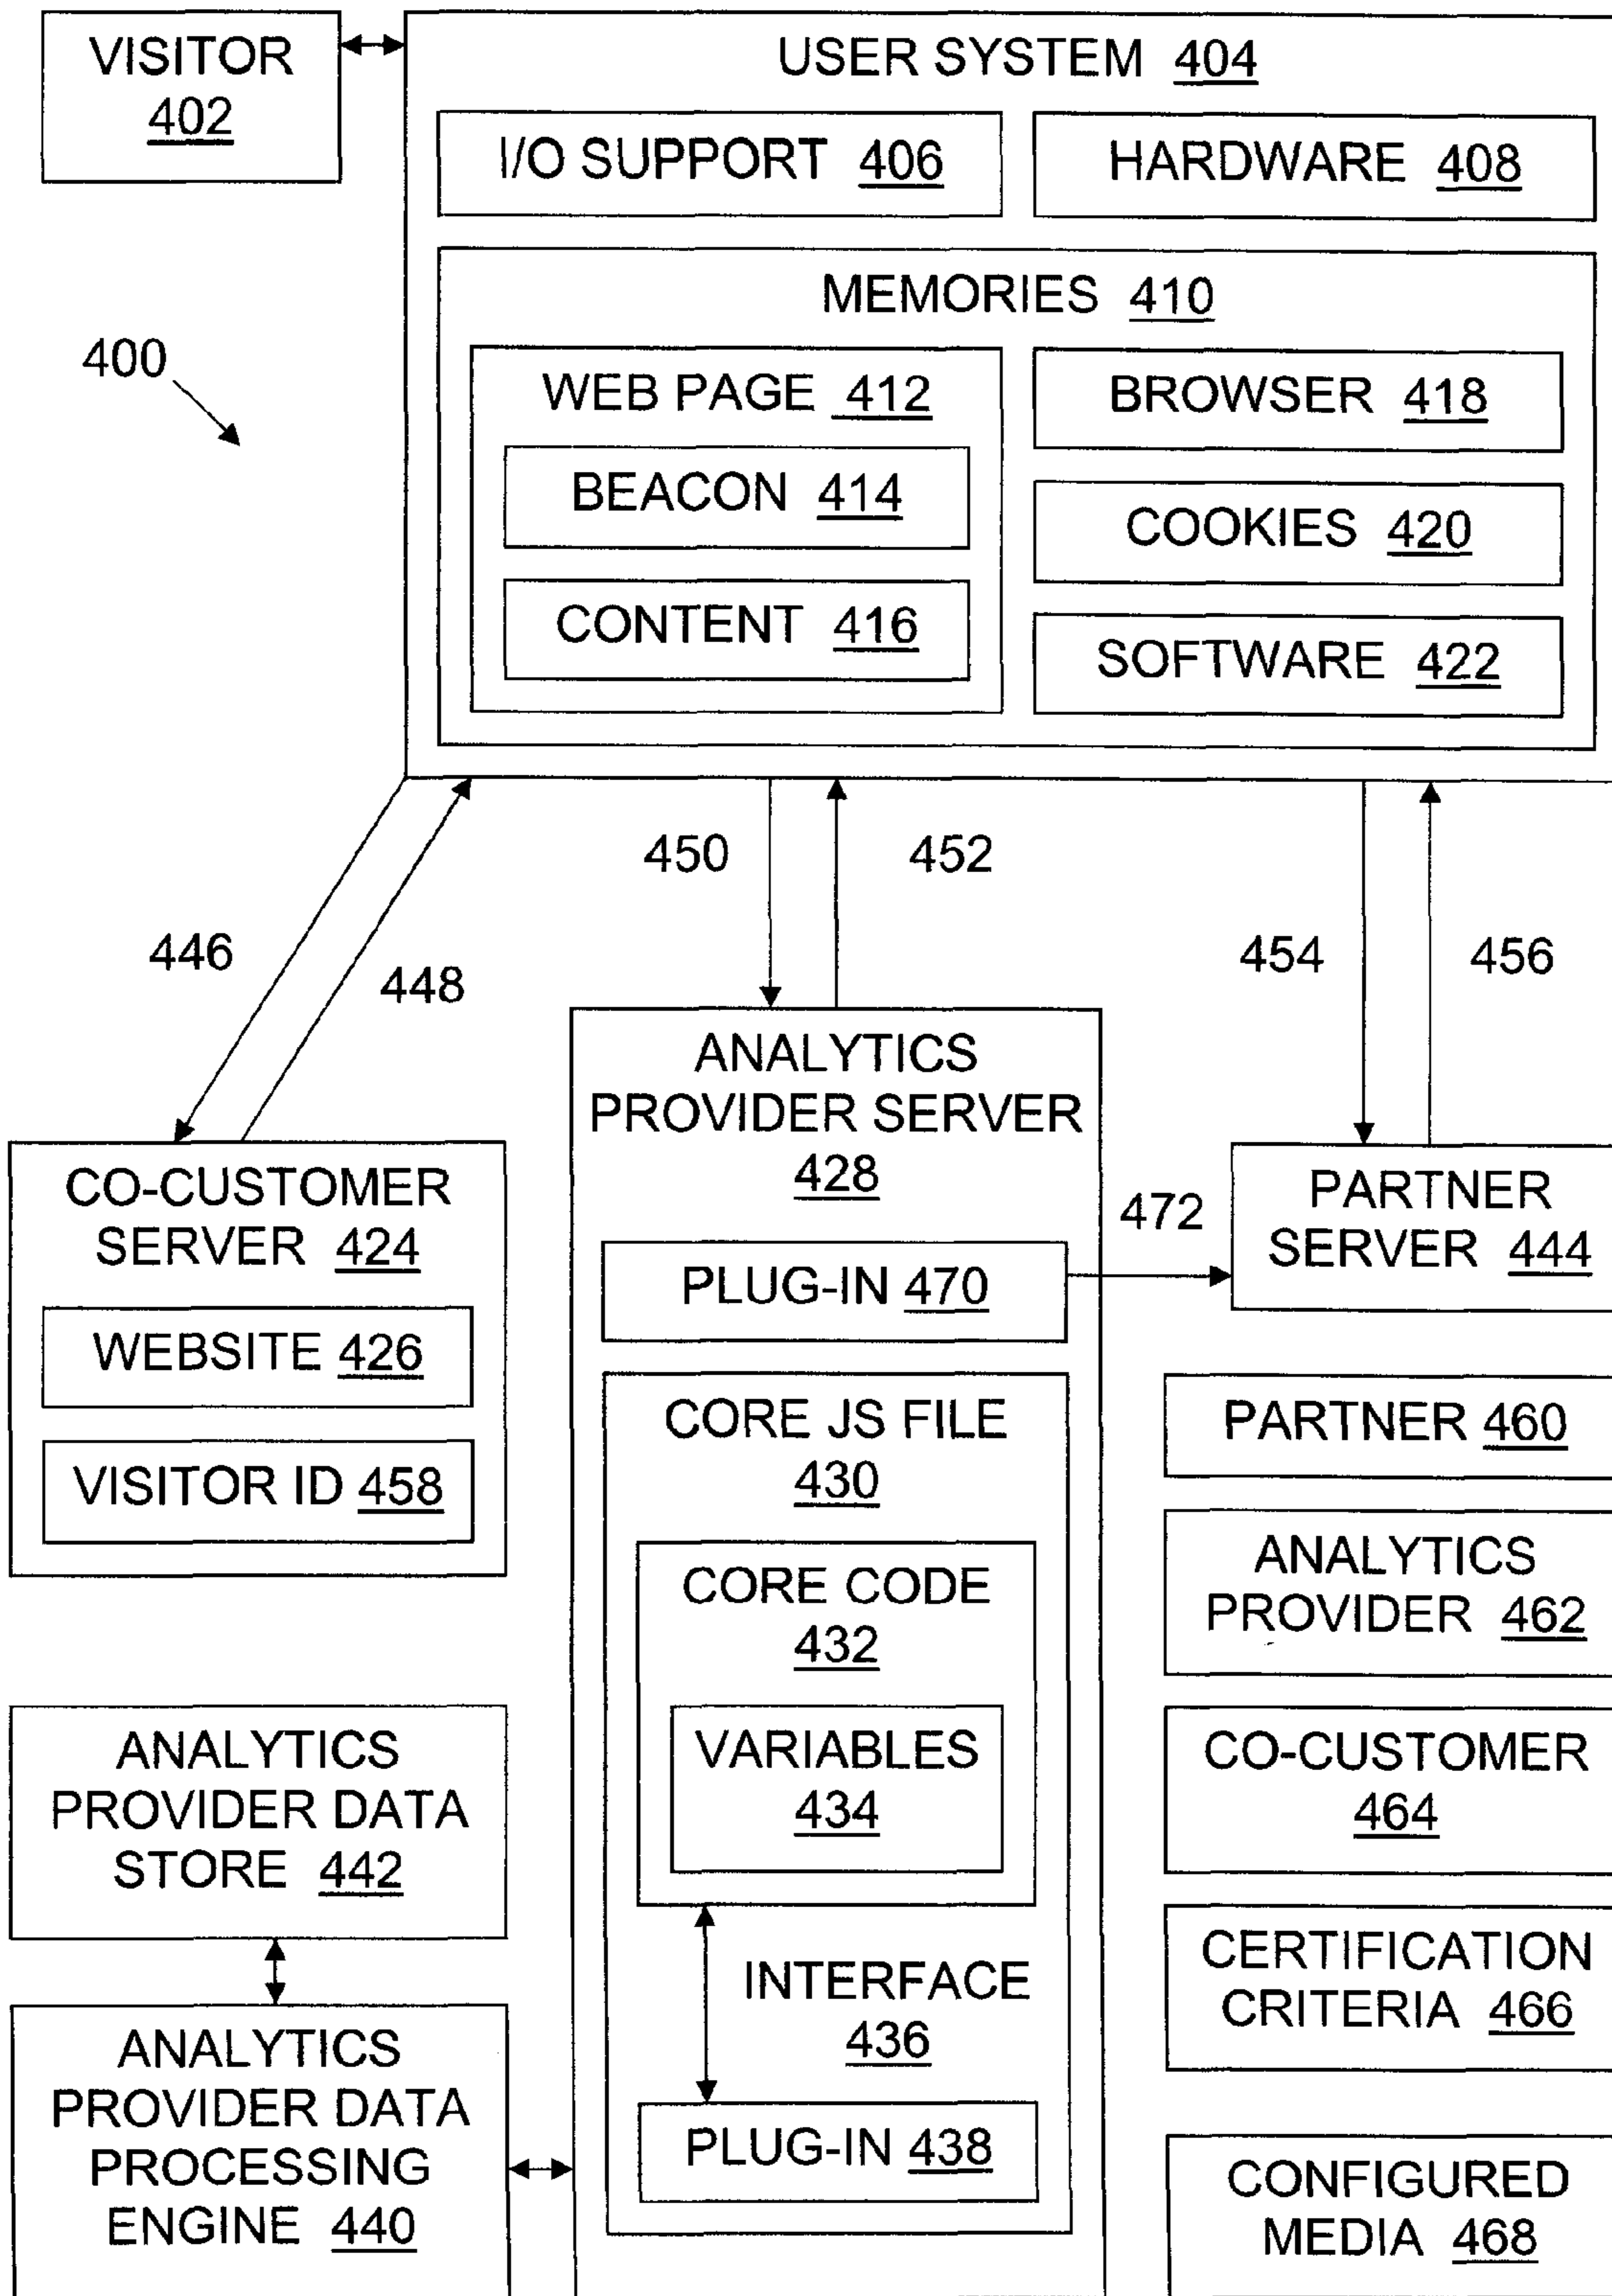 VISITOR
402
USER SYSTEM 404
I/O SUPPORT 406
HARDWARE 408
MEMORIES 410
400
WEB PAGE 412
BEACON 414
CONTENT 416
BROWSER 418
COOKIES 420
SOFTWARE 422
446
448
450
452
454
456
CO-CUSTOMER
SERVER 424
WEBSITE 426
VISITOR ID 458
ANALYTICS
PROVIDER SERVER
428
PLUG-IN 470
472
PARTNER
SERVER 444
CORE JS FILE
430
CORE CODE
432
VARIABLES
434
INTERFACE
436
PLUG-IN 438
ANALYTICS
PROVIDER DATA
STORE 442
ANALYTICS
PROVIDER DATA
PROCESSING
ENGINE 440
PARTNER 460
ANALYTICS
PROVIDER 462
CO-CUSTOMER
464
CERTIFICATION
CRITERIA 466
CONFIGURED
MEDIA 468